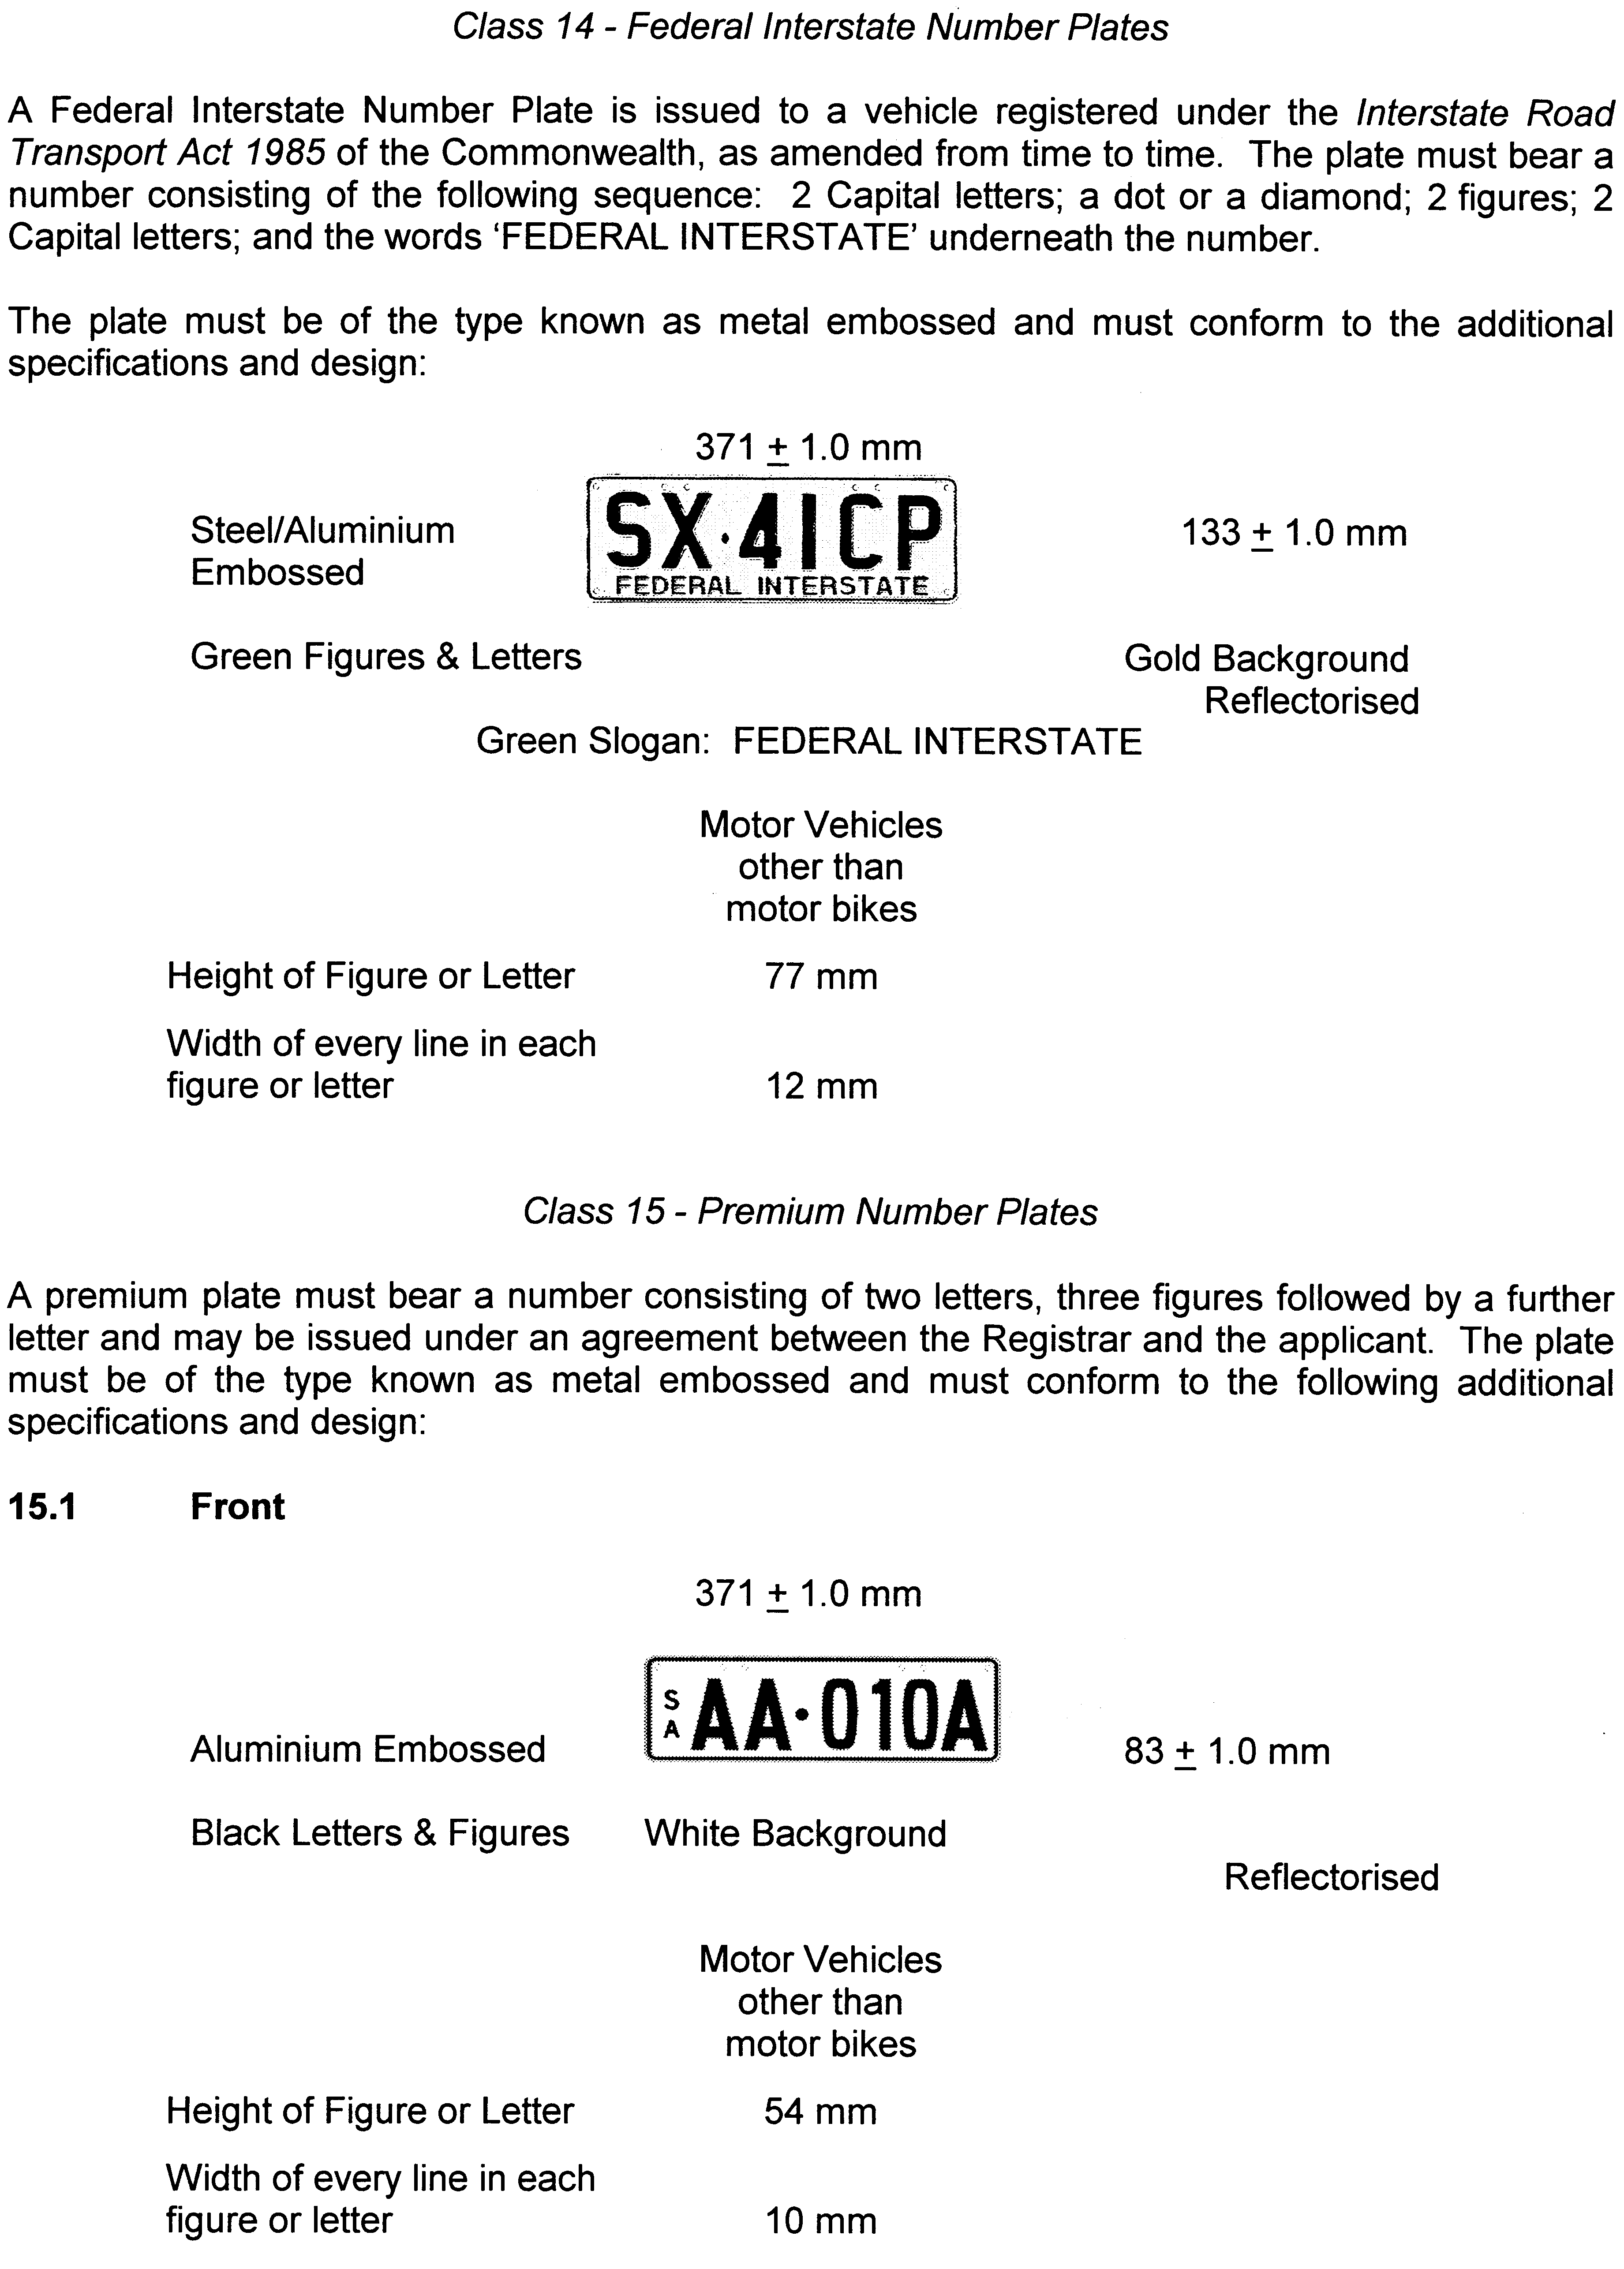 Class 14 - Federal Interstate Number Plates
A Federal Interstate Number Plate is issued to a vehicle registered under the Interstate Road
Transport Act 1985 of the Commonwealth, as amended from time to time. The plate must bear a
number consisting of the following sequence: 2 Capital letters; a dot or a diamond; 2 figures; 2
Capital letters; and the words ‘FEDERAL INTERSTATE’ underneath the number.
The plate must be of the type known as metal embossed and must conform to the additional
specifications and design:
371 ± 1.0 mm
Steel/Aluminium
Embossed
SX·41CP
FEDERAL INTERSTATE
133 ± 1.0 mm
Green Figures & Letters
Gold Background
Reflectorised
Green Slogan: FEDERAL INTERSTATE
Motor Vehicles
other than
motor bikes
Height of Figure or Letter 77 mm
Width of every line in each
figure or letter 12 mm
Class 15 - Premium Number Plates
A premium plate must bear a number consisting of two letters, three figures followed by a further
letter and may be issued under an agreement between the Registrar and the applicant. The plate
must be of the type known as metal embossed and must conform to the following additional
specifications and design:
15.1 Front
371 ± 1.0 mm
SA AA·010A
Aluminium Embossed
83 ± 1.0 mm
Black Letters & Figures White Background
Reflectorised
Motor Vehicles
other than
motor bikes
Height of Figure or Letter 54 mm
Width of every line in each
figure or letter 10 mm